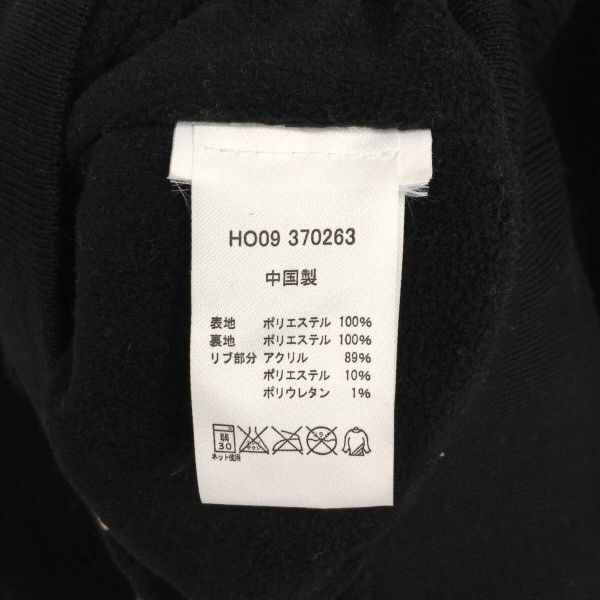 HO09 370263
中国製
表地 ポリエステル 100%
裏地 ポリエステル 100%
リブ部分 アクリル 89%
ポリエステル 10%
ポリウレタン 1%
弱
30
ネット使用